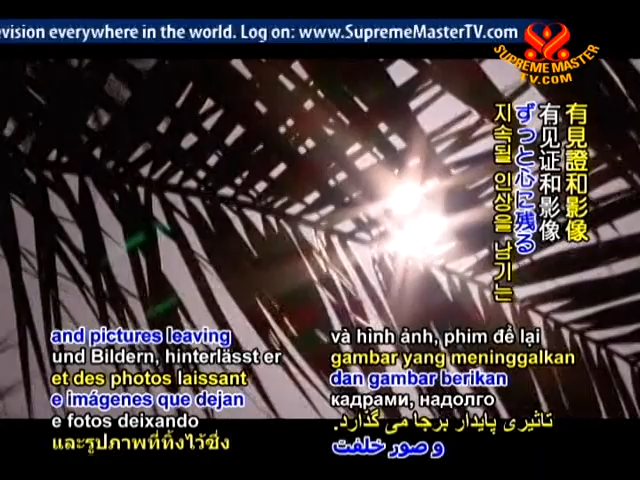 evision everywhere in the world. Log on: www.SupremeMasterTV.com
SUPREME MASTER
TV.COM
有見證和影像
有见证和影像
ずっと心に残る
지속될 인상을 남기는
and pictures leaving
und Bildern, hinterlässt er
et des photos laissant
e imágenes que dejan
e fotos deixando
และรูปภาพที่ทิ้งไว้ซึ่ง
và hình ảnh, phim để lại
gambar yang meninggalkan
dan gambar berikan
кадрами, надолго
تاثیری پایدار برجا می گذارد.
و صور خلفت